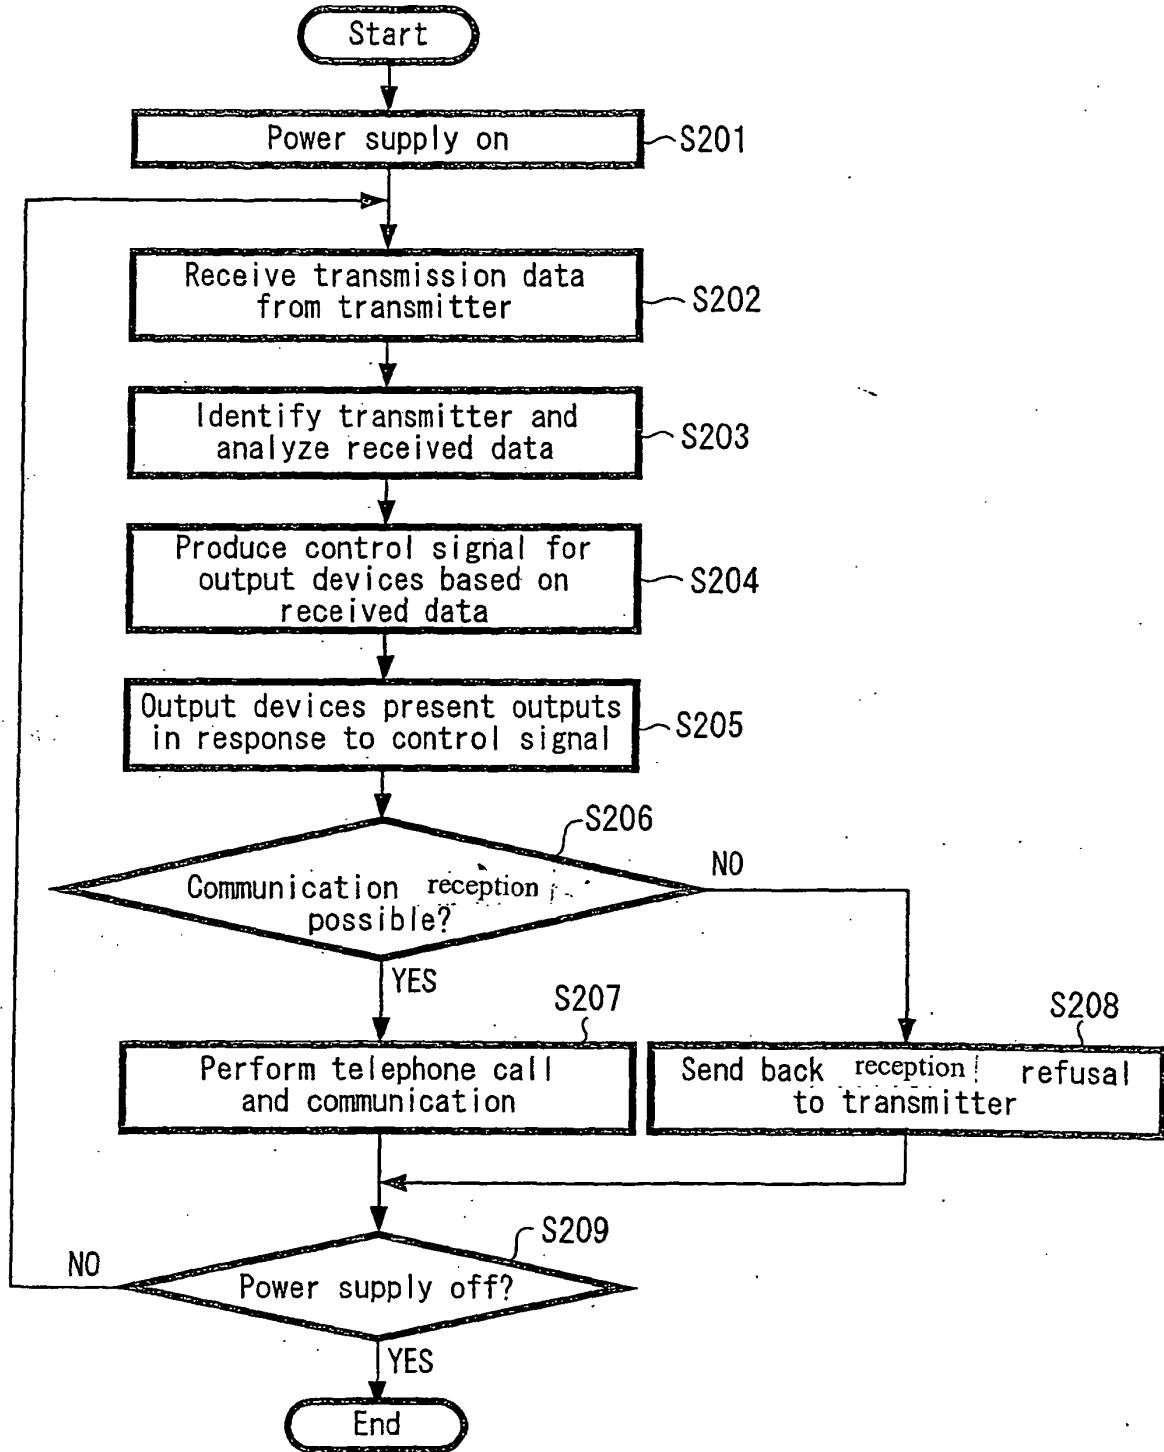 Start
Power supply on
S201
Receive transmission data
from transmitter
S202
Identify transmitter and
analyze received data
S203
Produce control signal for
output devices based on
received data
S204
Output devices present outputs
in response to control signal
S205
S206
Communication reception
possible?
NO
YES
S207
Perform telephone call
and communication
S208
Send back reception refusal
to transmitter
S209
Power supply off?
NO
YES
End